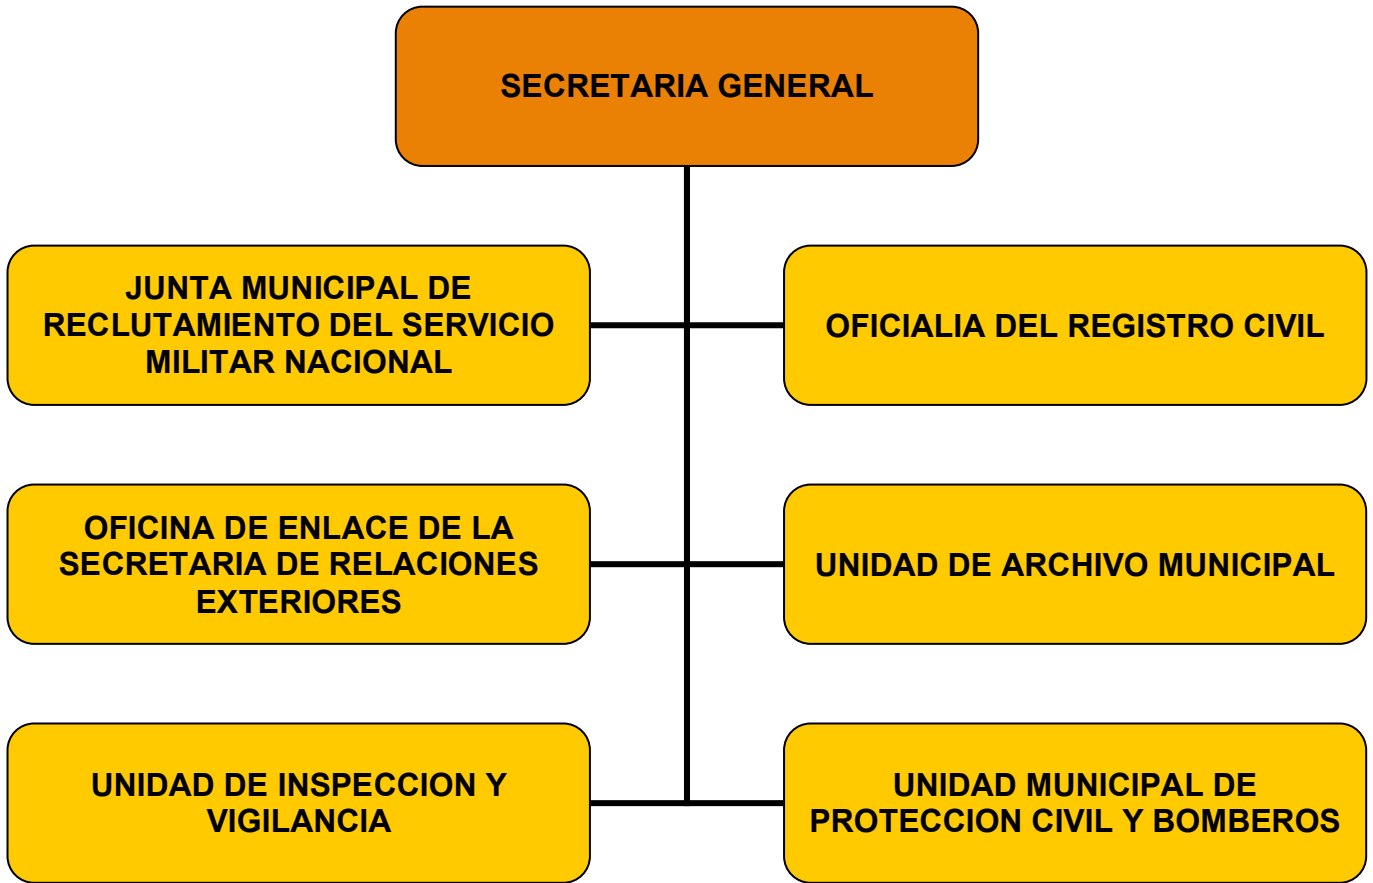 SECRETARIA GENERAL
JUNTA MUNICIPAL DE
RECLUTAMIENTO DEL SERVICIO
MILITAR NACIONAL
OFICIALIA DEL REGISTRO CIVIL
OFICINA DE ENLACE DE LA
SECRETARIA DE RELACIONES
EXTERIORES
UNIDAD DE ARCHIVO MUNICIPAL
UNIDAD DE INSPECCION Y
VIGILANCIA
UNIDAD MUNICIPAL DE
PROTECCION CIVIL Y BOMBEROS